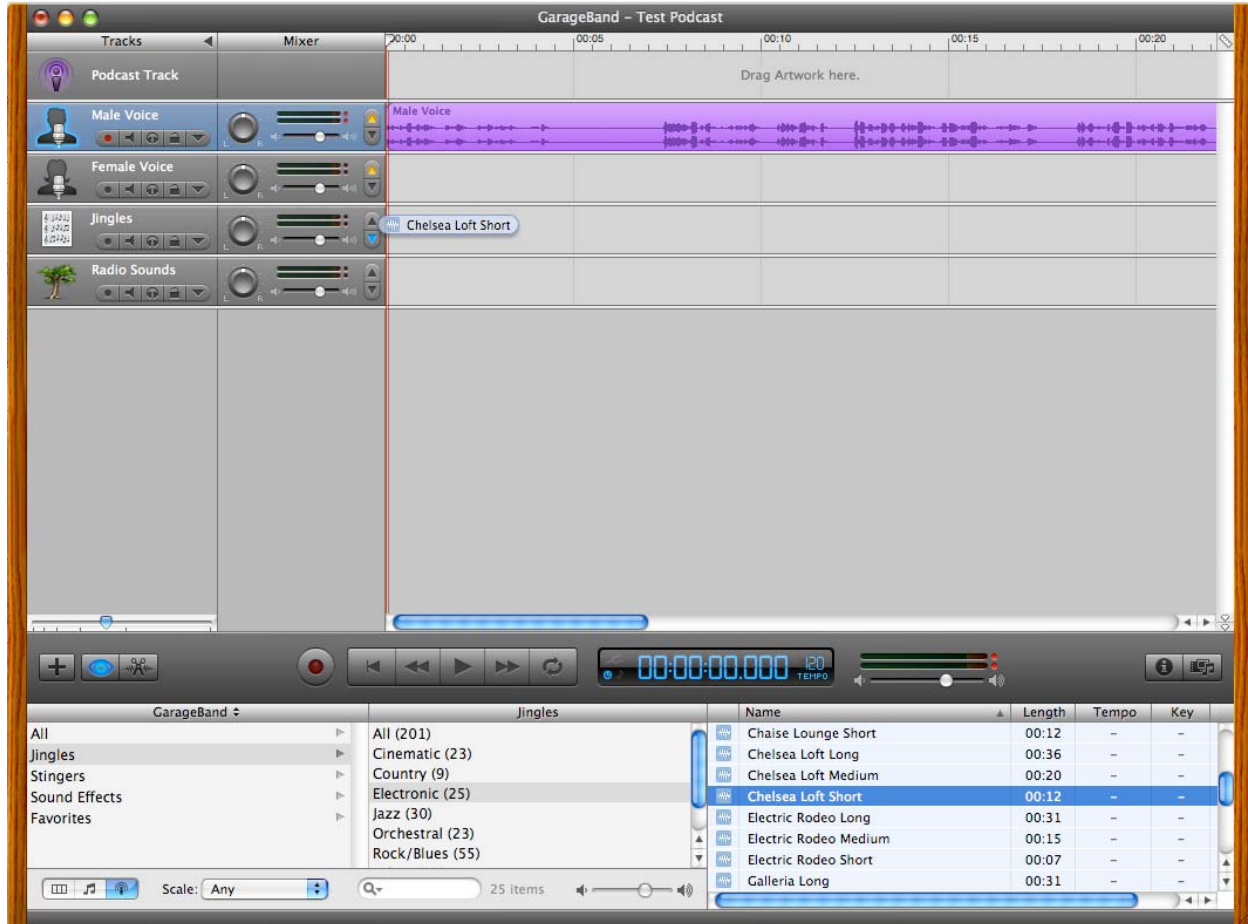 GarageBand – Test Podcast
Tracks Mixer 00:00 00:05 00:10 00:15 00:20
Podcast Track Drag Artwork here.
Male Voice Male Voice
L R
Female Voice
L R
Jingles Chelsea Loft Short
L R
Radio Sounds
L R
00:00:00.000 120
TEMPO
GarageBand Jingles Name Length Tempo Key
All All (201) Chaise Lounge Short 00:12 – –
Jingles Cinematic (23) Chelsea Loft Long 00:36 – –
Stingers Country (9) Chelsea Loft Medium 00:20 – –
Sound Effects Electronic (25) Chelsea Loft Short 00:12 – –
Favorites Jazz (30) Electric Rodeo Long 00:31 – –
Orchestral (23) Electric Rodeo Medium 00:15 – –
Rock/Blues (55) Electric Rodeo Short 00:07 – –
Scale: Any 25 items Galleria Long 00:31 – –